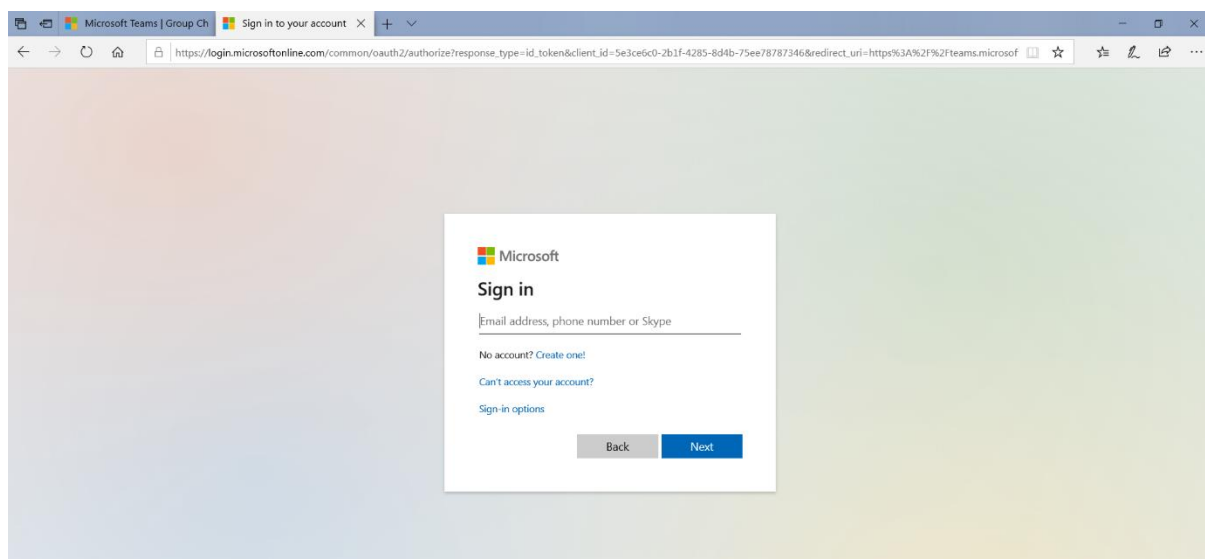 Microsoft Teams | Group Ch
Sign in to your account
https://login.microsoftonline.com/common/oauth2/authorize?response_type=id_token&client_id=5e3ce6c0-2b1f-4285-8d4b-75ee78787346&redirect_uri=https%3A%2F%2Fteams.microsof
Microsoft
Sign in
Email address, phone number or Skype
No account? Create one!
Can't access your account?
Sign-in options
Back
Next